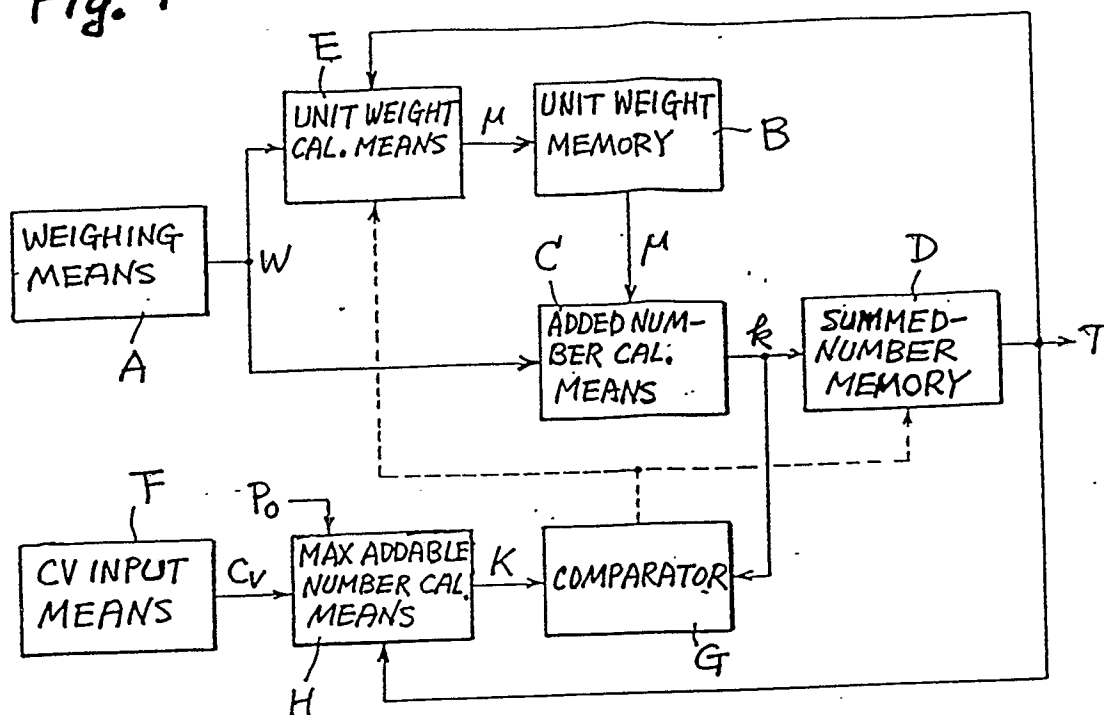 Fig. 1
E
UNIT WEIGHT
CAL. MEANS
μ
UNIT WEIGHT
MEMORY
B
WEIGHING
MEANS
A
W
μ
C
ADDED NUM-
BER CAL.
MEANS
k
D
SUMMED-
NUMBER
MEMORY
T
F
CV INPUT
MEANS
Cv
Po
MAX ADDABLE
NUMBER CAL.
MEANS
H
K
COMPARATOR
G